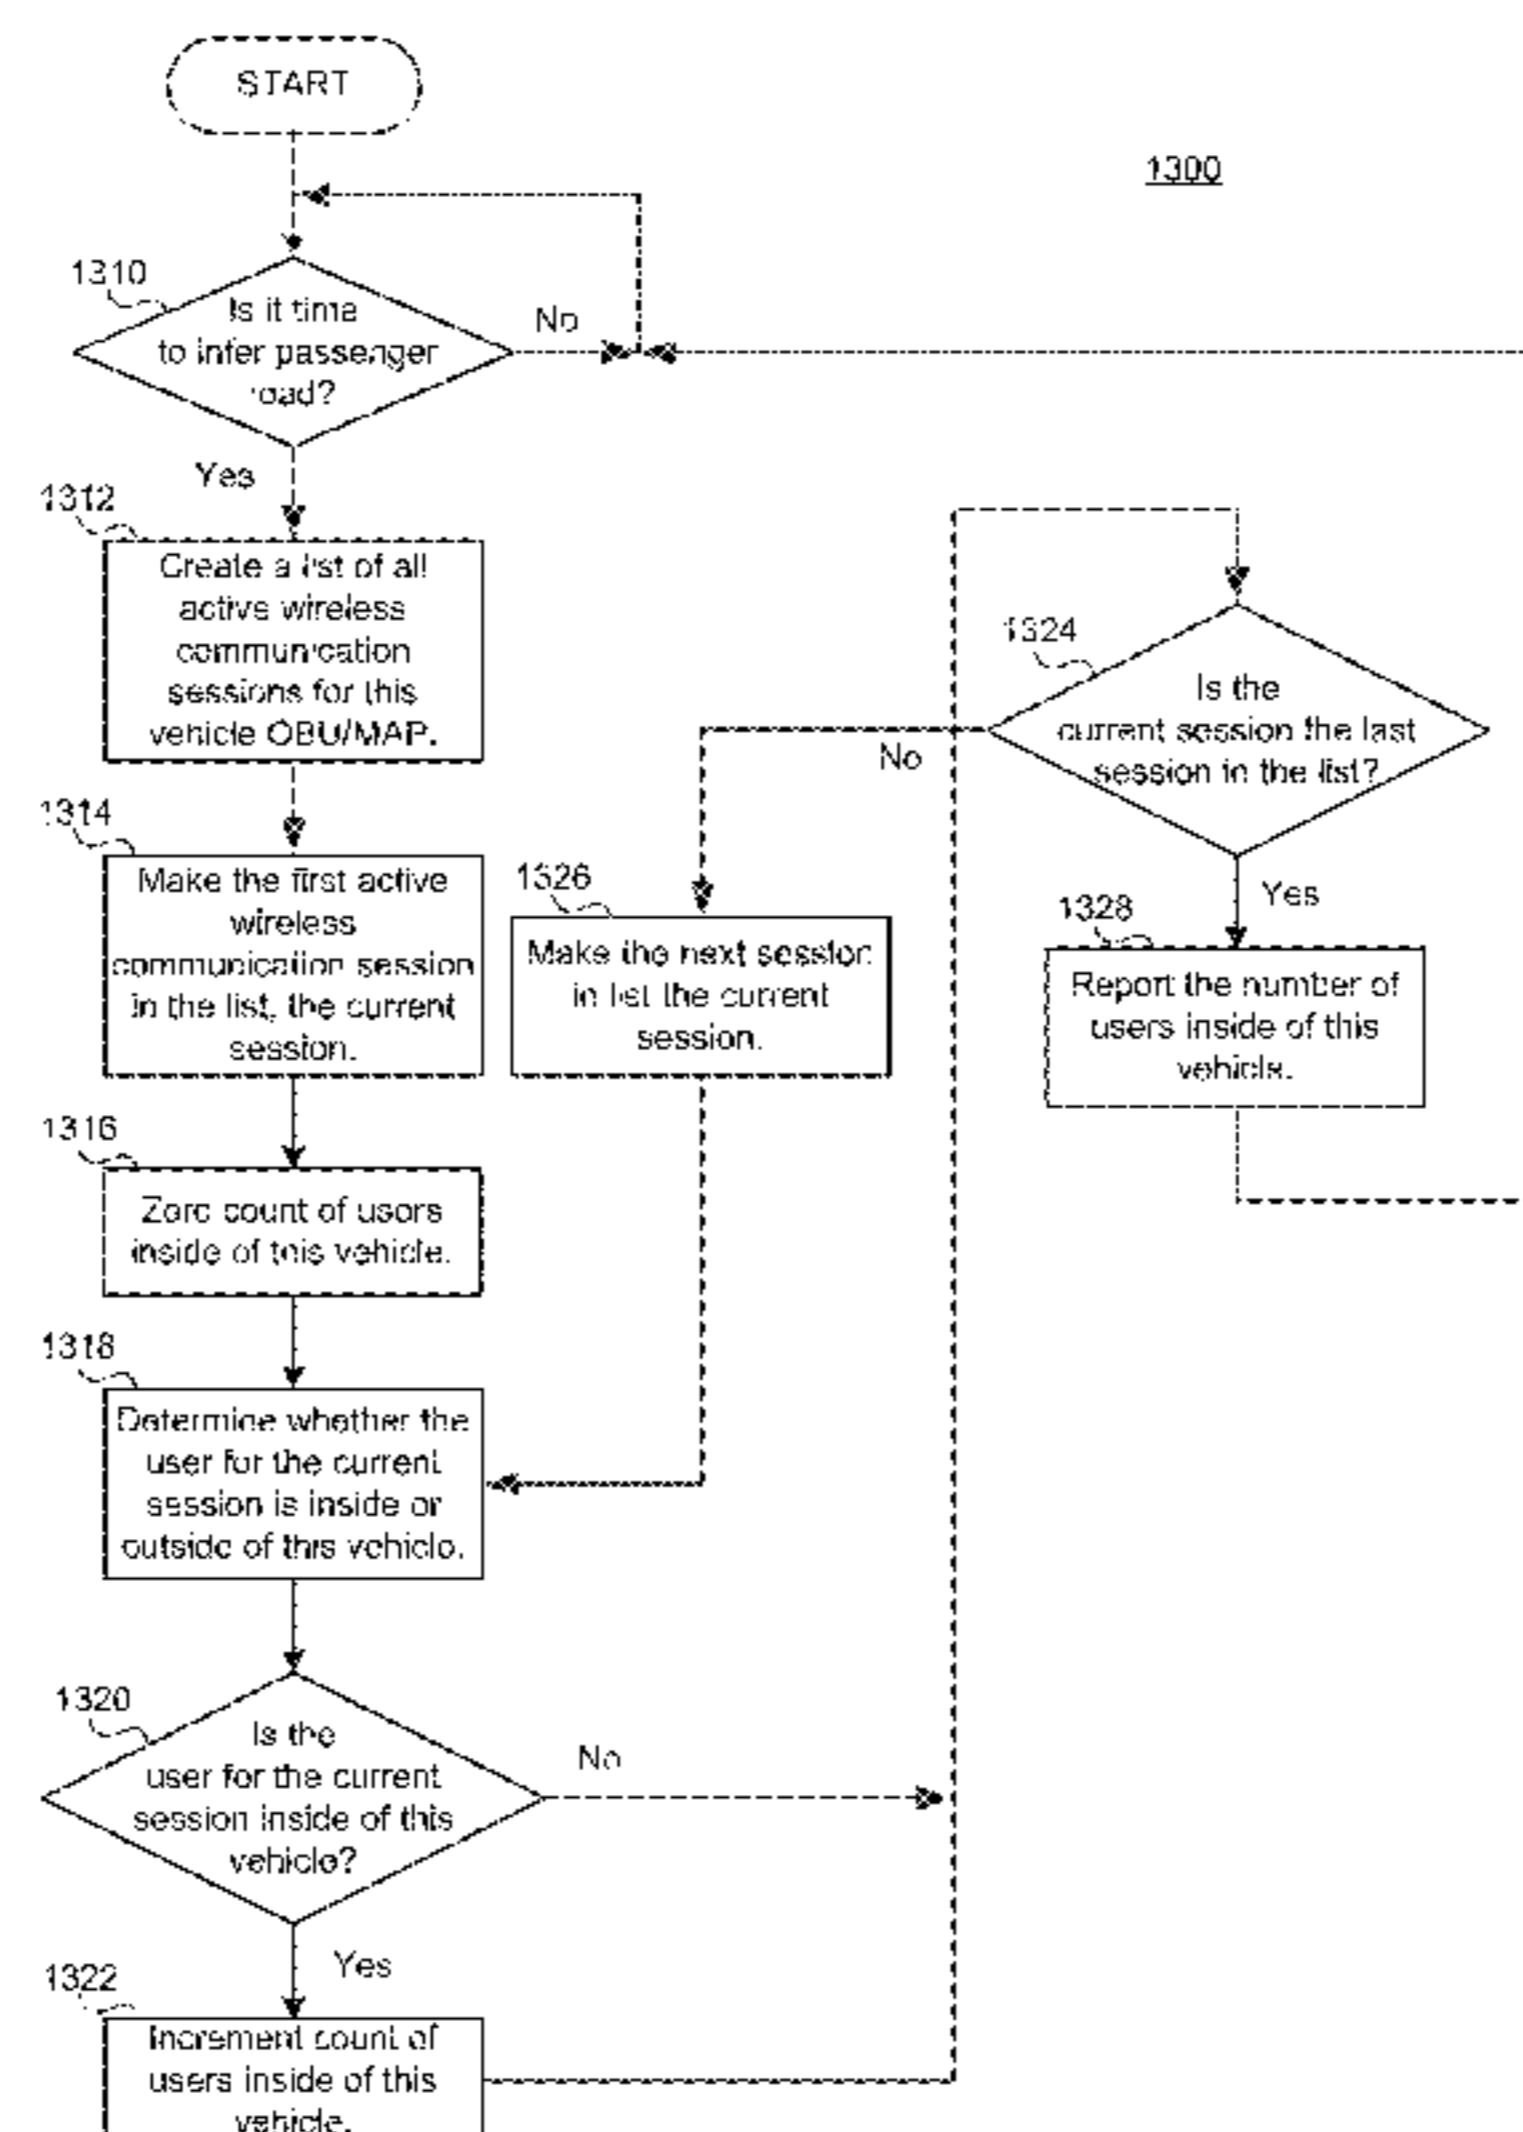 START
1300
1310
Is it time
to infer passenger
load?
No
Yes
1312
Create a list of all
active wireless
communication
sessions for this
vehicle OBU/MAP.
1314
Make the first active
wireless
communication session
in the list, the current
session.
1316
Zero count of users
inside of this vehicle.
1318
Determine whether the
user for the current
session is inside or
outside of this vehicle.
1320
Is the
user for the current
session inside of this
vehicle?
No
Yes
1322
Increment count of
users inside of this
vehicle.
1324
Is the
current session the last
session in the list?
No
Yes
1326
Make the next session
in list the current
session.
1328
Report the number of
users inside of this
vehicle.